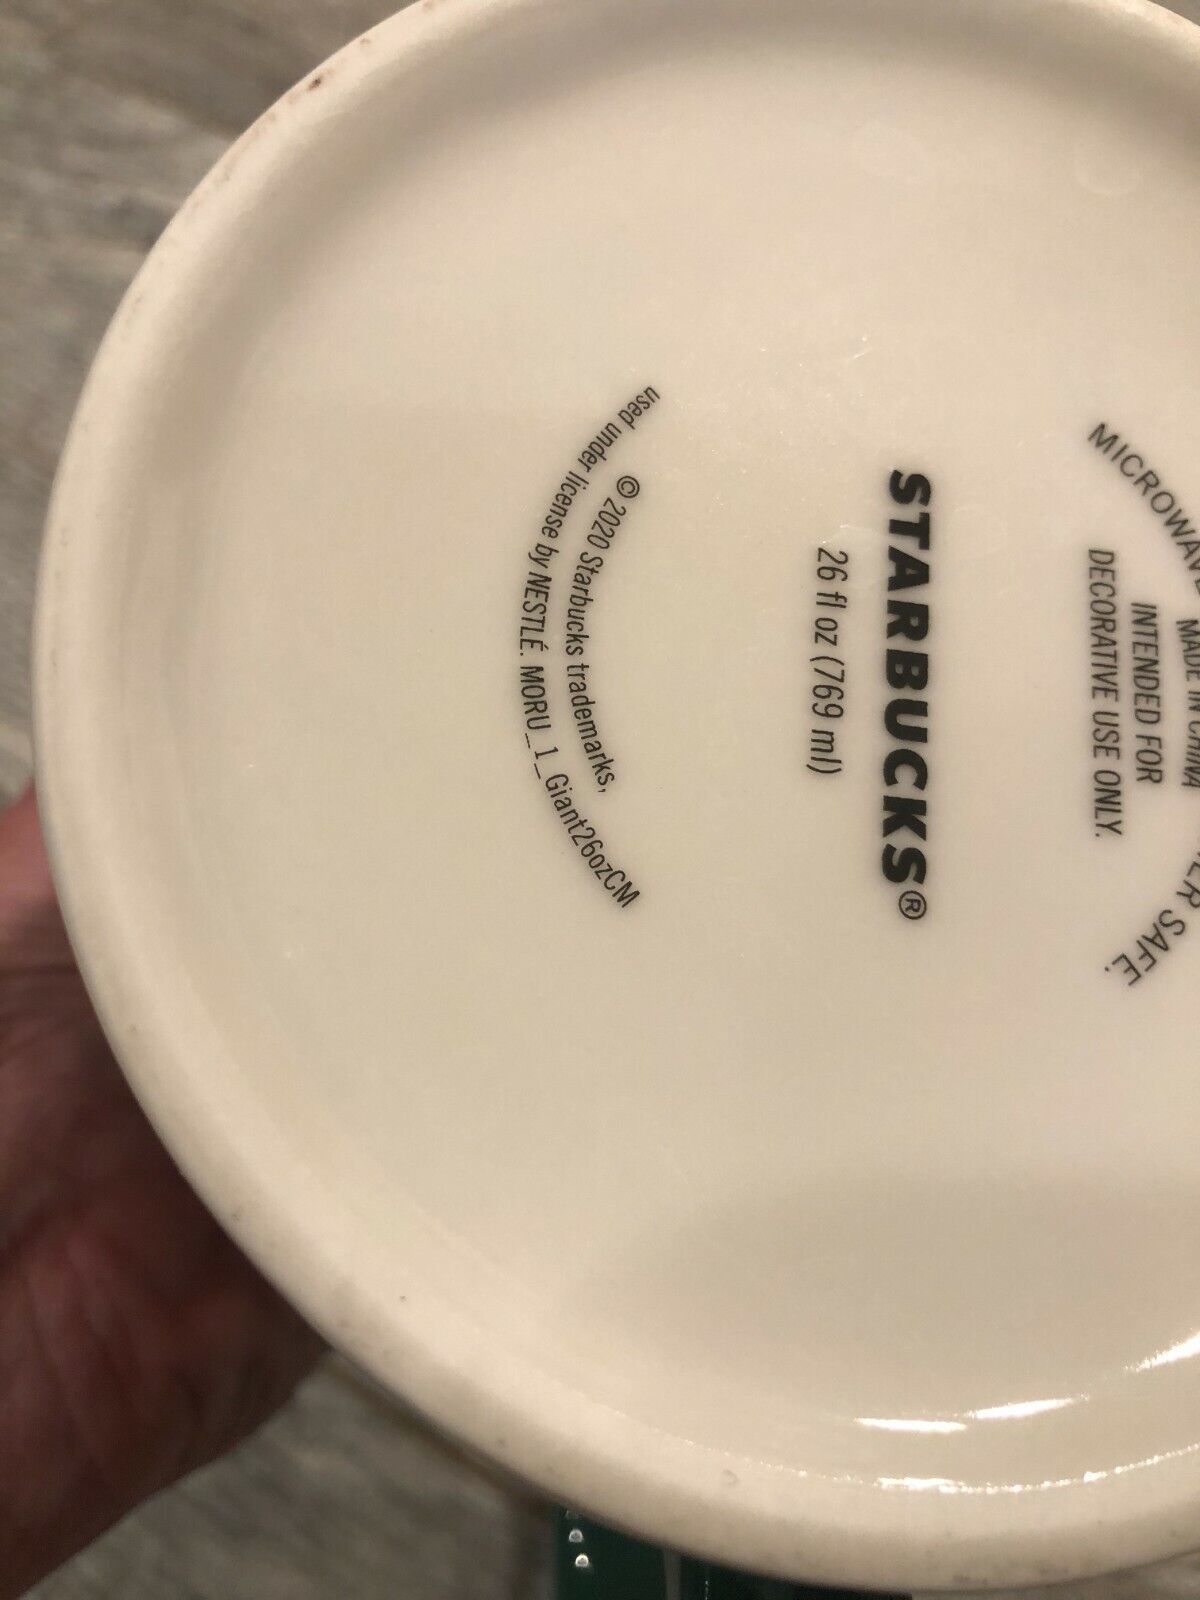 MICROWAVE
SAFE.
MADE IN CHINA
INTENDED FOR
DECORATIVE USE ONLY.
STARBUCKS®
26 fl oz (769 ml)
© 2020 Starbucks trademarks,
used under license by NESTLÉ. MORU_1_Giant26ozCM